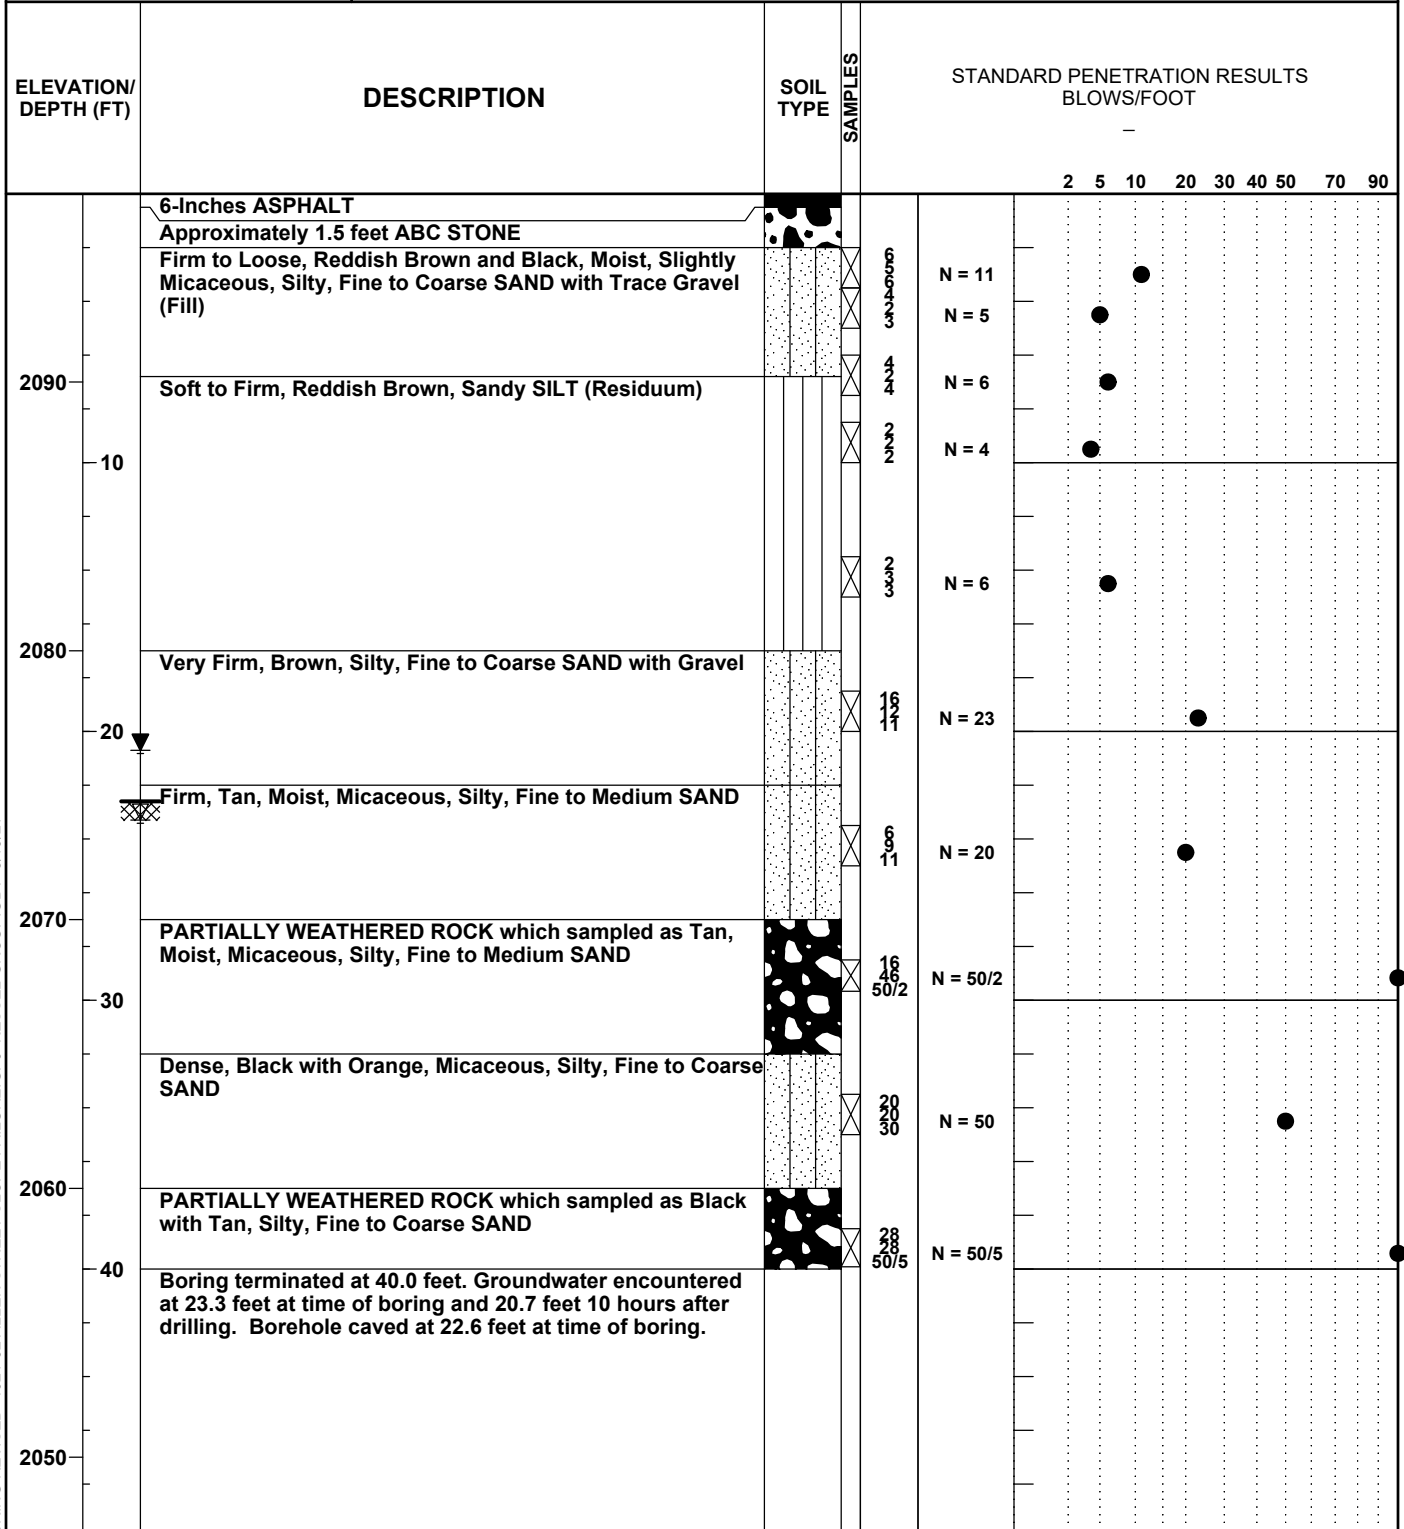 ELEVATION/
DEPTH (FT)
DESCRIPTION
SOIL
TYPE
SAMPLES
STANDARD PENETRATION RESULTS
BLOWS/FOOT
2 5 10 20 30 40 50 70 90
6-Inches ASPHALT
Approximately 1.5 feet ABC STONE
Firm to Loose, Reddish Brown and Black, Moist, Slightly
Micaceous, Silty, Fine to Coarse SAND with Trace Gravel
(Fill)
6
5
6
N = 11
4
2
3
N = 5
4
2
4
N = 6
2090
Soft to Firm, Reddish Brown, Sandy SILT (Residuum)
2
2
2
N = 4
10
2
3
3
N = 6
2080
Very Firm, Brown, Silty, Fine to Coarse SAND with Gravel
16
12
11
N = 23
20
Firm, Tan, Moist, Micaceous, Silty, Fine to Medium SAND
6
9
11
N = 20
2070
PARTIALLY WEATHERED ROCK which sampled as Tan,
Moist, Micaceous, Silty, Fine to Medium SAND
16
46
50/2
N = 50/2
30
Dense, Black with Orange, Micaceous, Silty, Fine to Coarse
SAND
20
20
30
N = 50
2060
PARTIALLY WEATHERED ROCK which sampled as Black
with Tan, Silty, Fine to Coarse SAND
28
28
50/5
N = 50/5
40
Boring terminated at 40.0 feet. Groundwater encountered
at 23.3 feet at time of boring and 20.7 feet 10 hours after
drilling. Borehole caved at 22.6 feet at time of boring.
2050